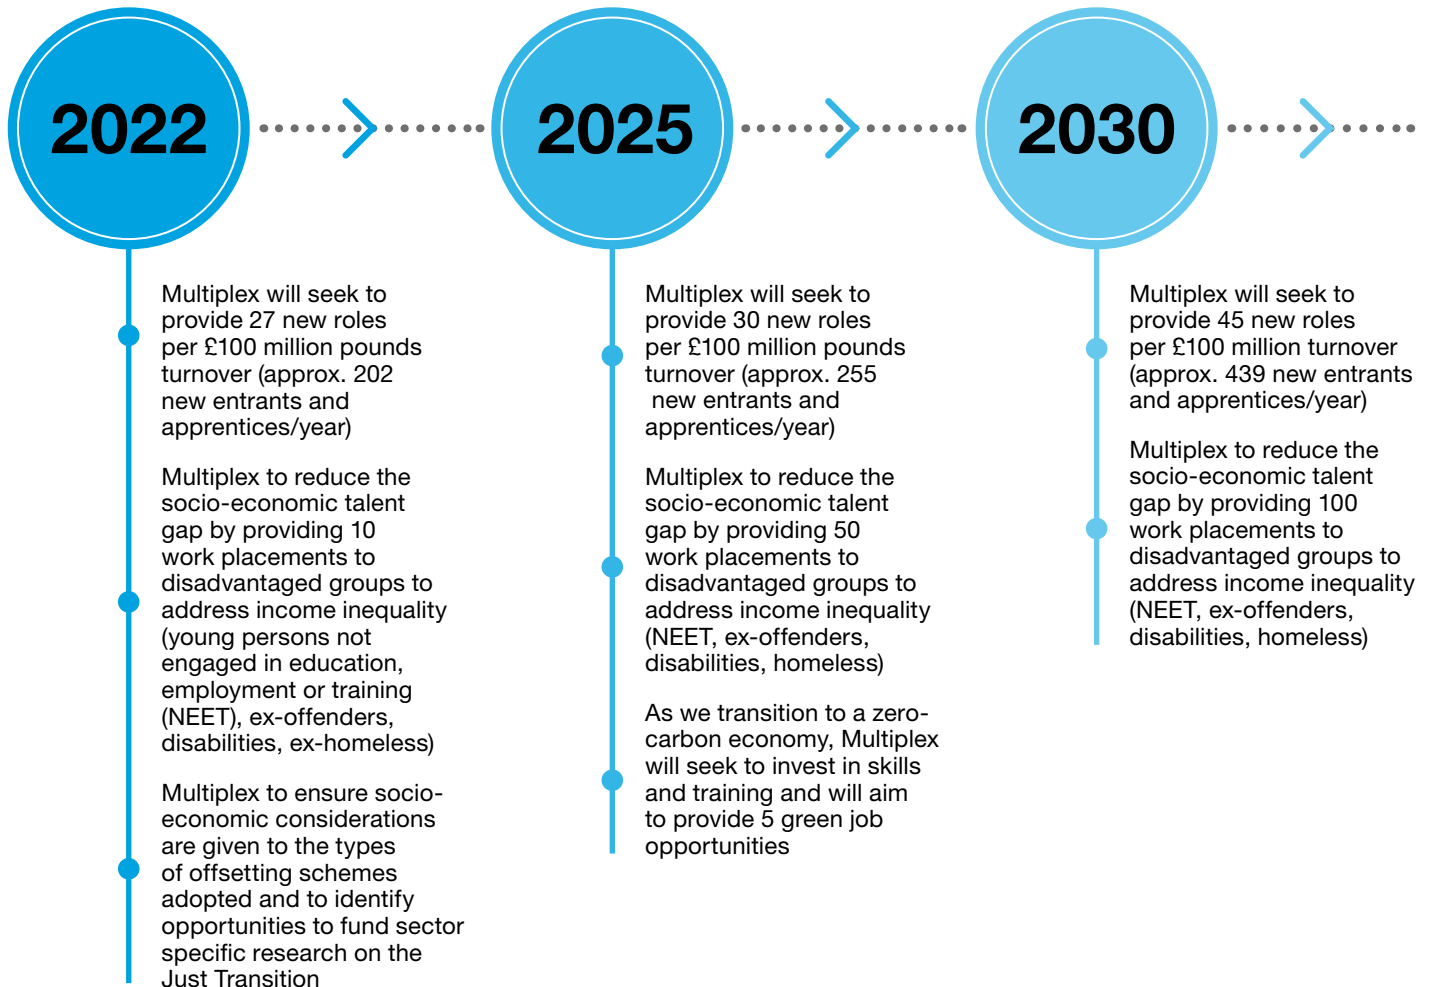 2022
Multiplex will seek to
provide 27 new roles
per £100 million pounds
turnover (approx. 202
new entrants and
apprentices/year)
Multiplex to reduce the
socio-economic talent
gap by providing 10
work placements to
disadvantaged groups to
address income inequality
(young persons not
engaged in education,
employment or training
(NEET), ex-offenders,
disabilities, ex-homeless)
Multiplex to ensure socio-
economic considerations
are given to the types
of offsetting schemes
adopted and to identify
opportunities to fund sector
specific research on the
Just Transition
2025
Multiplex will seek to
provide 30 new roles
per £100 million pounds
turnover (approx. 255
new entrants and
apprentices/year)
Multiplex to reduce the
socio-economic talent
gap by providing 50
work placements to
disadvantaged groups to
address income inequality
(NEET, ex-offenders,
disabilities, homeless)
As we transition to a zero-
carbon economy, Multiplex
will seek to invest in skills
and training and will aim
to provide 5 green job
opportunities
2030
Multiplex will seek to
provide 45 new roles
per £100 million turnover
(approx. 439 new entrants
and apprentices/year)
Multiplex to reduce the
socio-economic talent
gap by providing 100
work placements to
disadvantaged groups to
address income inequality
(NEET, ex-offenders,
disabilities, homeless)